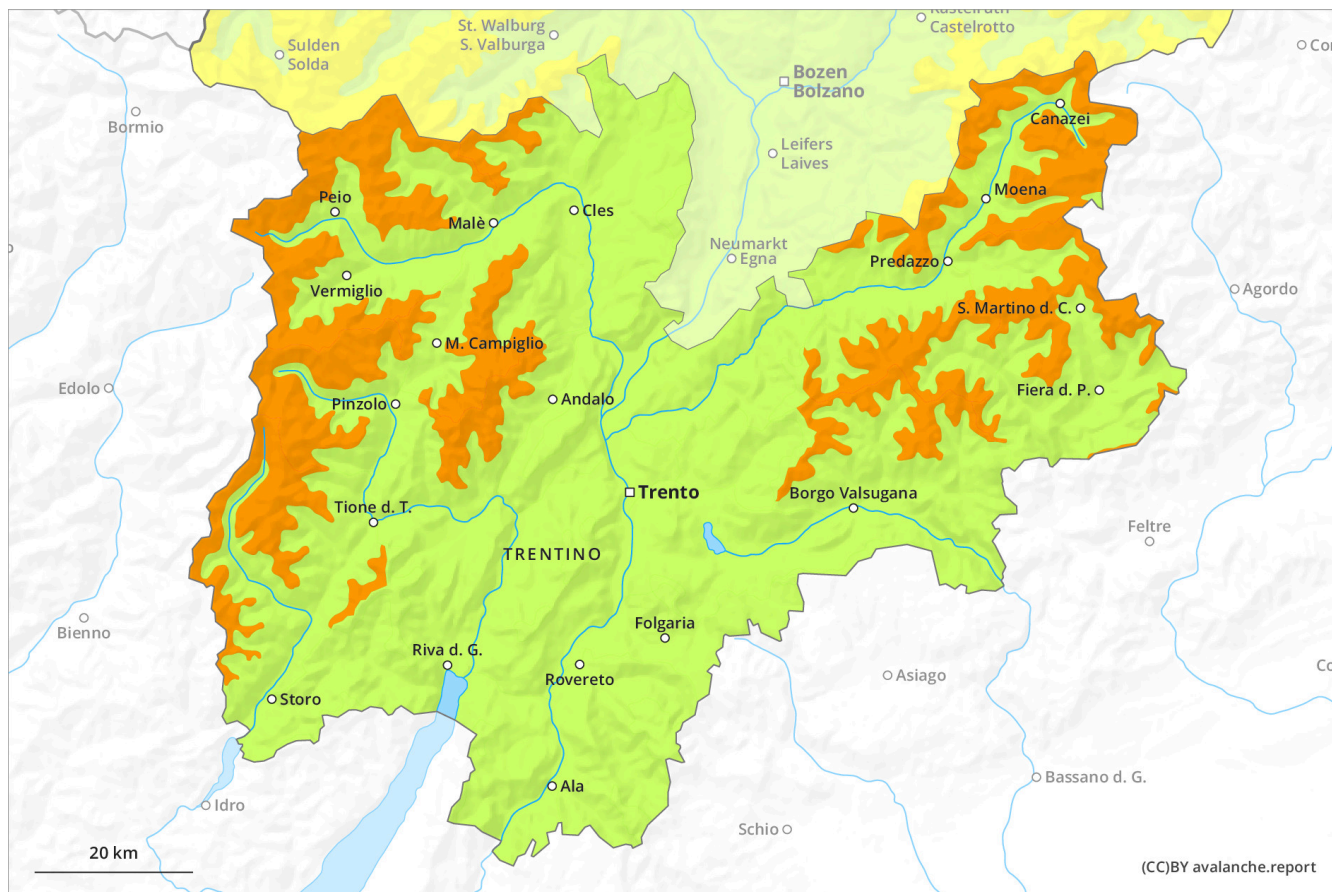 St. Walburg
S. Valburga
Castelrotto
Sulden
Solda
Bozen
Bolzano
Bormio
Canazei
Leifers
Laives
Peio
Moena
Malè
Cles
Neumarkt
Egna
Predazzo
Vermiglio
Agordo
S. Martino d. C.
M. Campiglio
Edolo
Fiera d. P.
Pinzolo
Andalo
Trento
Borgo Valsugana
Tione d. T.
Feltre
TRENTINO
Bienno
Folgaria
Riva d. G.
Rovereto
Asiago
Storo
Bassano d. G.
Ala
Idro
Schio
20 km
(CC)BY avalanche.report